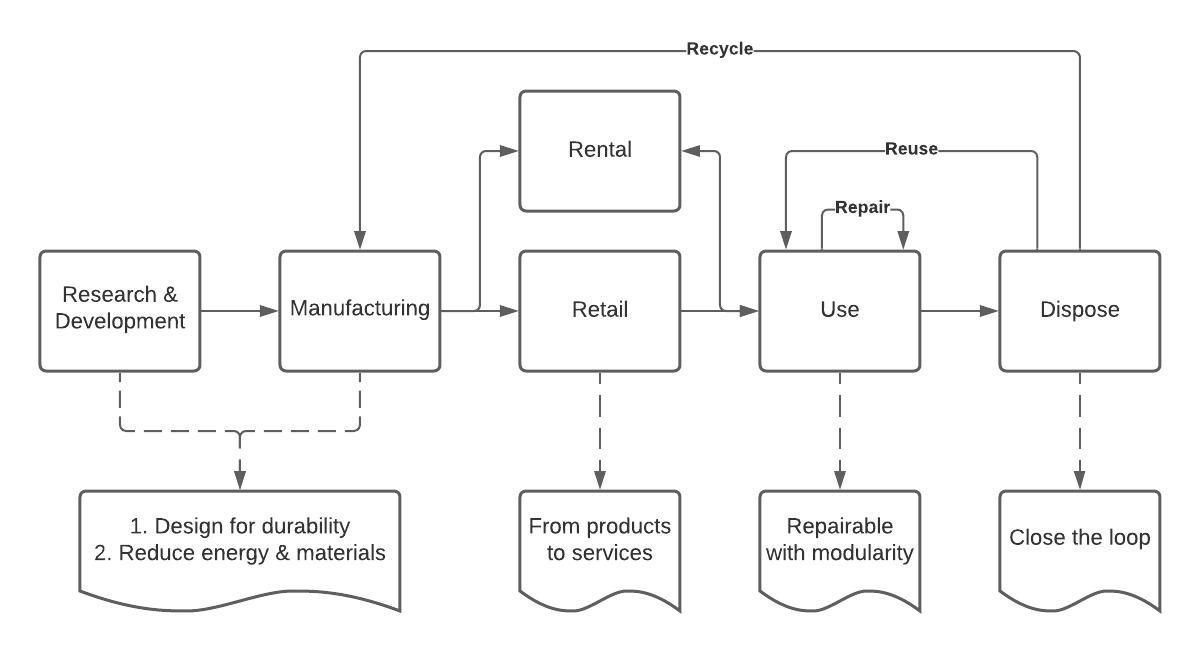 Recycle
Rental
Reuse
Repair
Research &
Development
Manufacturing
Retail
Use
Dispose
1. Design for durability
2. Reduce energy & materials
From products
to services
Repairable
with modularity
Close the loop